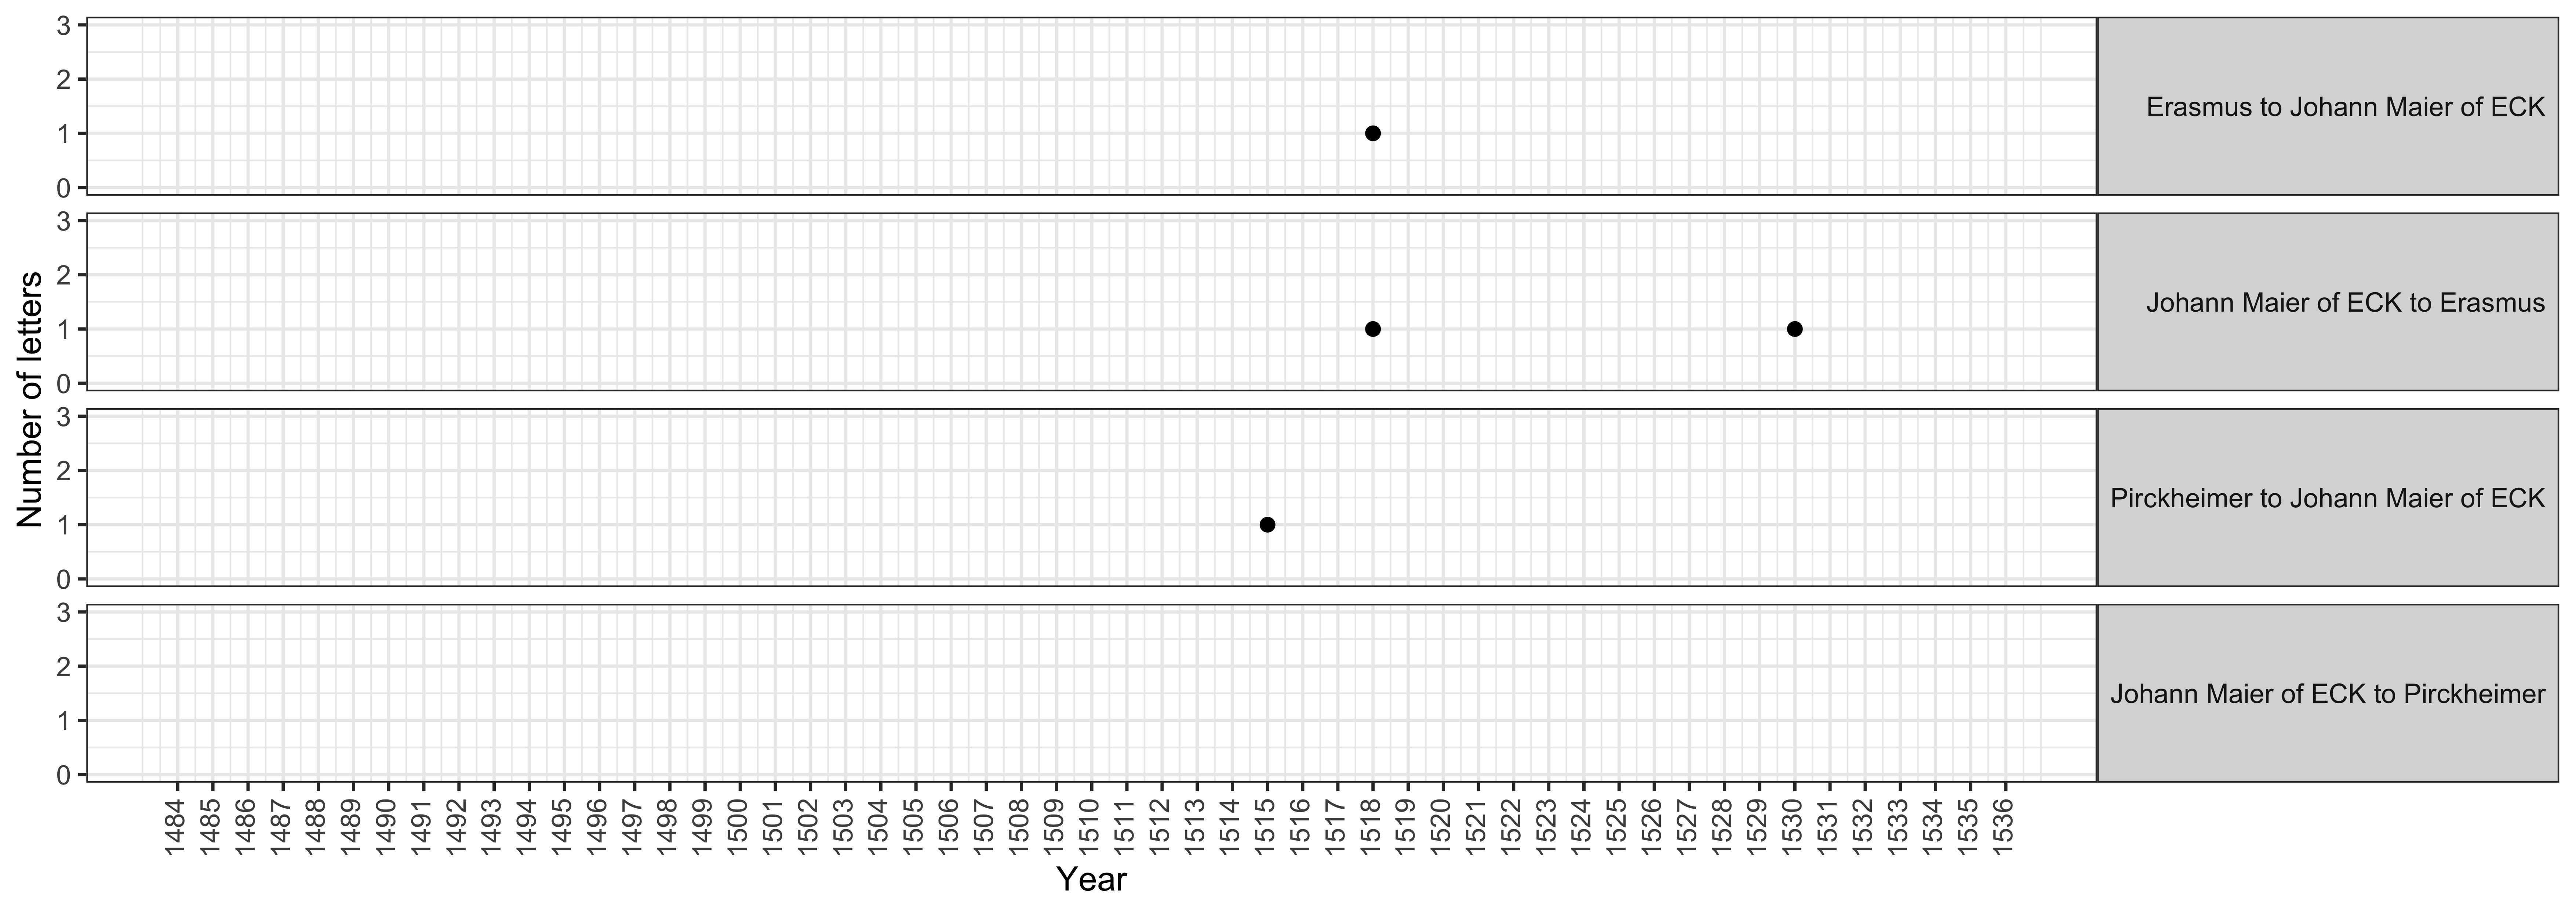 Number of letters
3
2
1
0
Erasmus to Johann Maier of ECK
3
2
1
0
Johann Maier of ECK to Erasmus
3
2
1
0
Pirckheimer to Johann Maier of ECK
3
2
1
0
Johann Maier of ECK to Pirckheimer
1484 1485 1486 1487 1488 1489 1490 1491 1492 1493 1494 1495 1496 1497 1498 1499 1500 1501 1502 1503 1504 1505 1506 1507 1508 1509 1510 1511 1512 1513 1514 1515 1516 1517 1518 1519 1520 1521 1522 1523 1524 1525 1526 1527 1528 1529 1530 1531 1532 1533 1534 1535 1536
Year